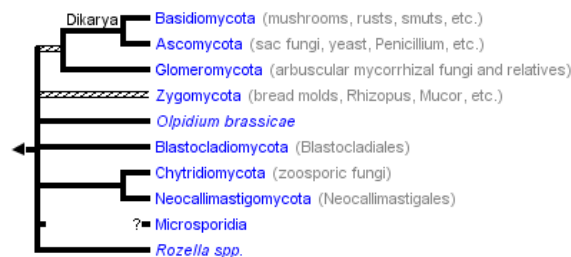 Dikarya
Basidiomycota (mushrooms, rusts, smuts, etc.)
Ascomycota (sac fungi, yeast, Penicillium, etc.)
Glomeromycota (arbuscular mycorrhizal fungi and relatives)
Zygomycota (bread molds, Rhizopus, Mucor, etc.)
Olpidium brassicae
Blastocladiomycota (Blastocladiales)
Chytridiomycota (zoosporic fungi)
Neocallimastigomycota (Neocallimastigales)
? Microsporidia
Rozella spp.